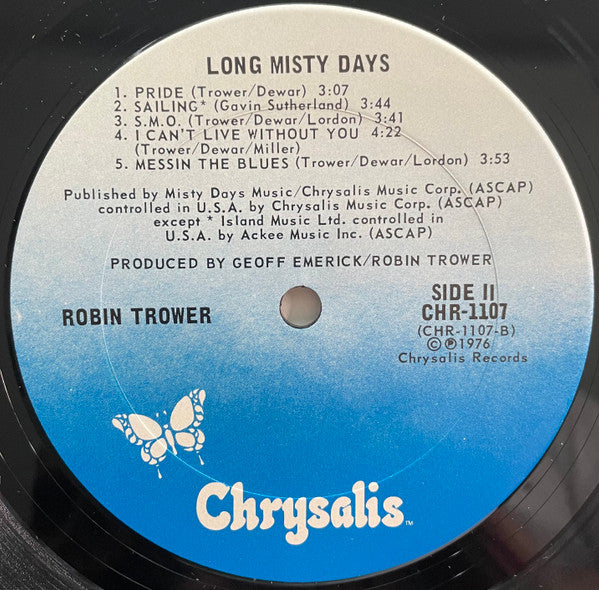 LONG MISTY DAYS
1. PRIDE (Trower/Dewar) 3:07
2. SAILING* (Gavin Sutherland) 3:44
3. S.M.O. (Trower/Dewar/Lordon) 3:41
4. I CAN'T LIVE WITHOUT YOU 4:22
(Trower/Dewar/Miller)
5. MESSIN THE BLUES (Trower/Dewar/Lordon) 3:53
Published by Misty Days Music/Chrysalis Music Corp. (ASCAP)
controlled in U.S.A. by Chrysalis Music Corp. (ASCAP)
except * Island Music Ltd. controlled in
U.S.A. by Ackee Music Inc. (ASCAP)
PRODUCED BY GEOFF EMERICK/ROBIN TROWER
ROBIN TROWER
SIDE II
CHR-1107
(CHR-1107-B)
©℗1976
Chrysalis Records
Chrysalis™